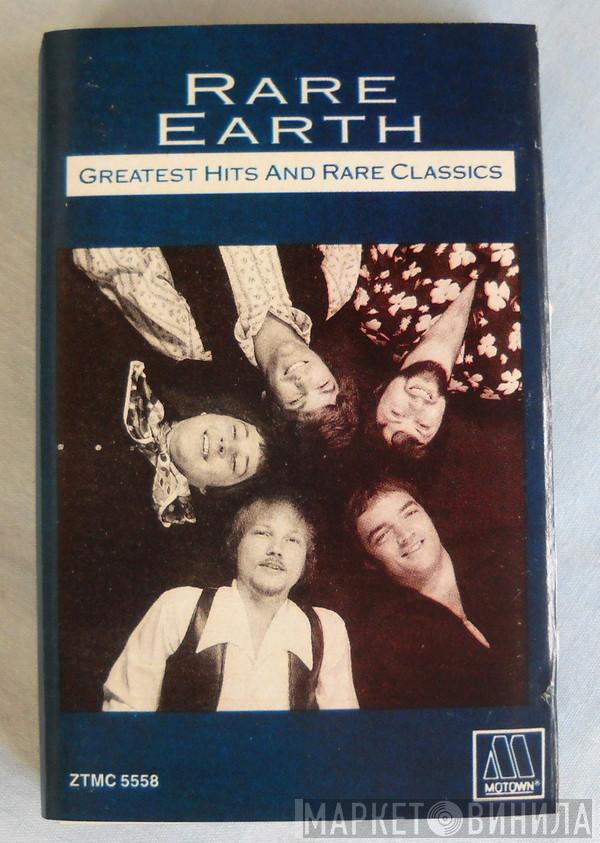 RARE
EARTH
GREATEST HITS AND RARE CLASSICS
ZTMC 5558
MOTOWN®
МАРКЕТ ВИНИЛА